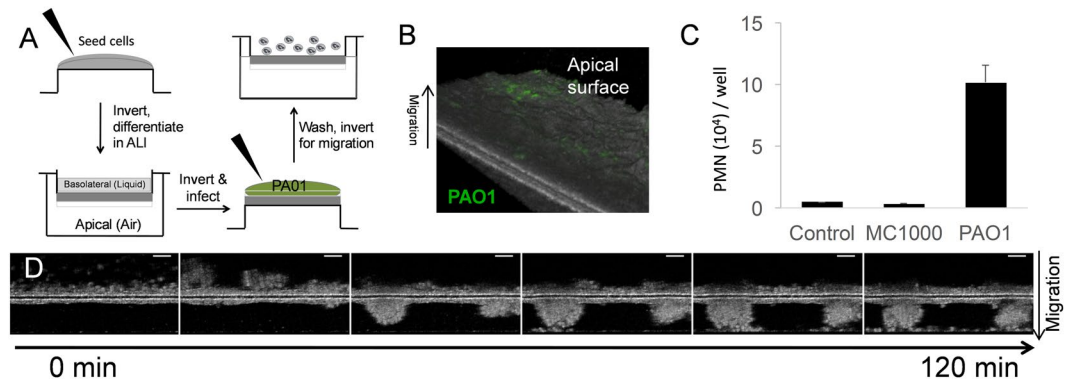 A
Seed cells
Invert,
differentiate
in ALI
Basolateral (Liquid)
Apical (Air)
Invert &
infect
PA01
Wash, invert
for migration
B
Migration
Apical
surface
PAO1
C
PMN (10⁴) / well
15
10
5
0
Control
MC1000
PAO1
D
Migration
0 min
120 min